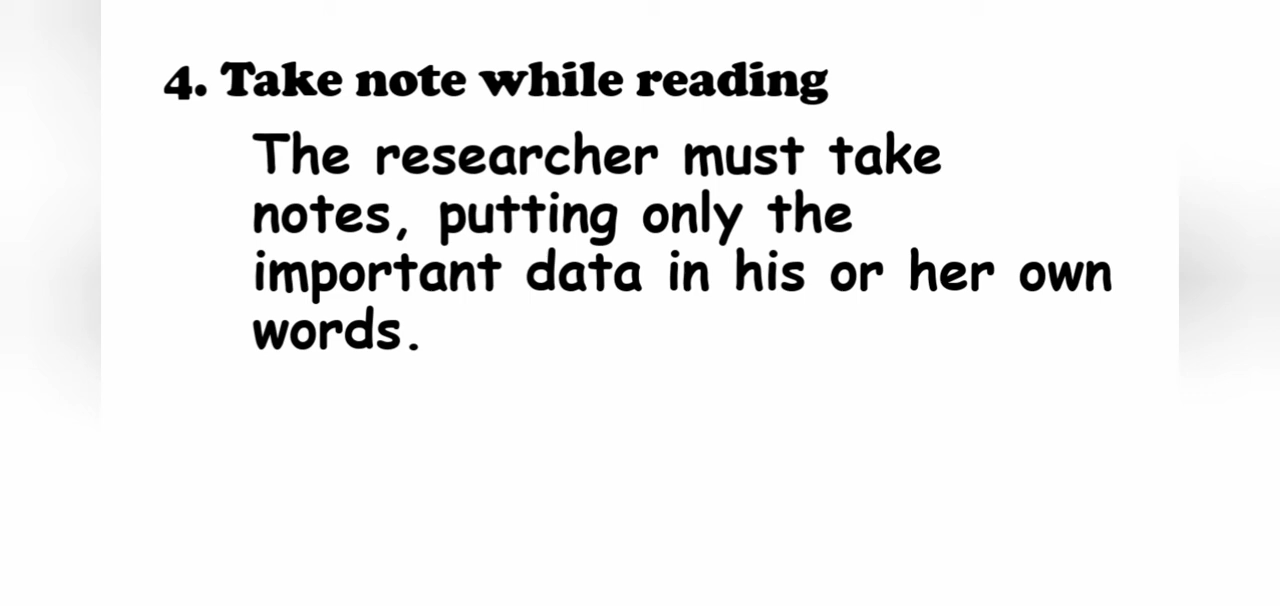 4. Take note while reading
The researcher must take
notes, putting only the
important data in his or her own
words.